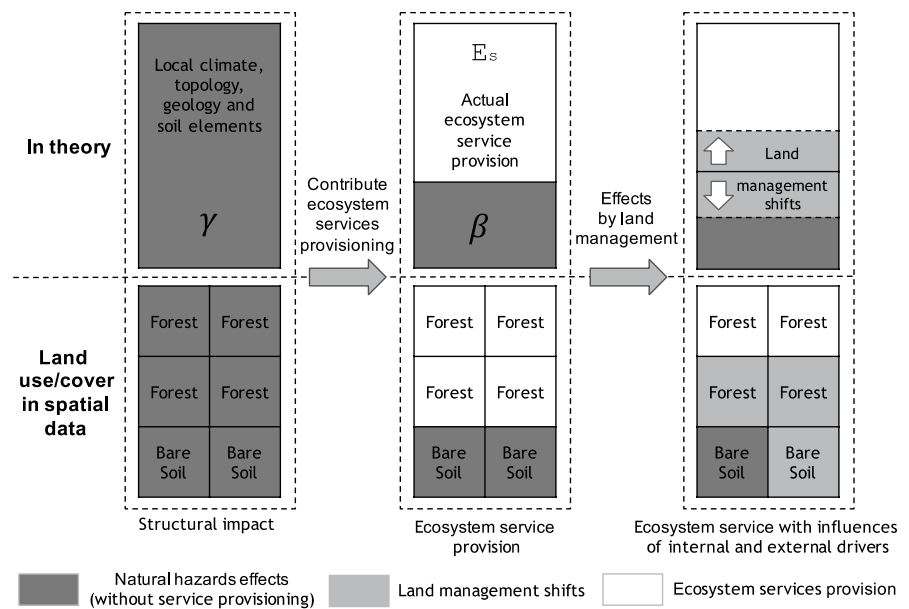 In theory
Local climate,
topology,
geology and
soil elements
γ
Contribute
ecosystem
services
provisioning
Es
Actual
ecosystem
service
provision
β
Effects
by land
management
Land
management
shifts
Land
use/cover
in spatial
data
Forest Forest
Forest Forest
Bare Soil Bare Soil
Forest Forest
Forest Forest
Bare Soil Bare Soil
Forest Forest
Forest Forest
Bare Soil Bare Soil
Structural impact
Ecosystem service
provision
Ecosystem service with influences
of internal and external drivers
Natural hazards effects
(without service provisioning)
Land management shifts
Ecosystem services provision